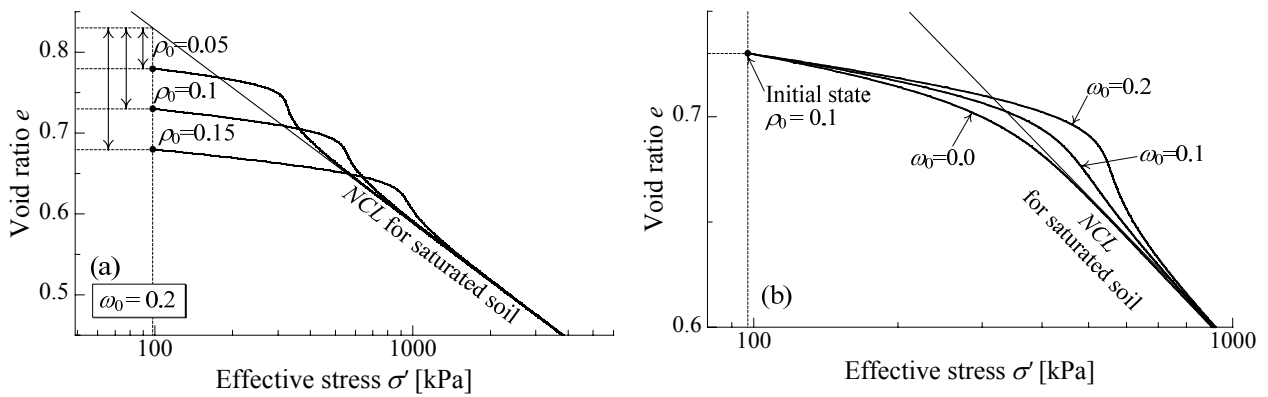 Void ratio e
0.8
0.7
0.6
0.5
ρ₀=0.05
ρ₀=0.1
ρ₀=0.15
NCL for saturated soil
(a)
ω₀ = 0.2
100
1000
Effective stress σ′ [kPa]
Void ratio e
0.7
0.6
Initial state
ρ₀= 0.1
ω₀=0.2
ω₀=0.1
ω₀=0.0
NCL
for saturated soil
(b)
100
1000
Effective stress σ′ [kPa]